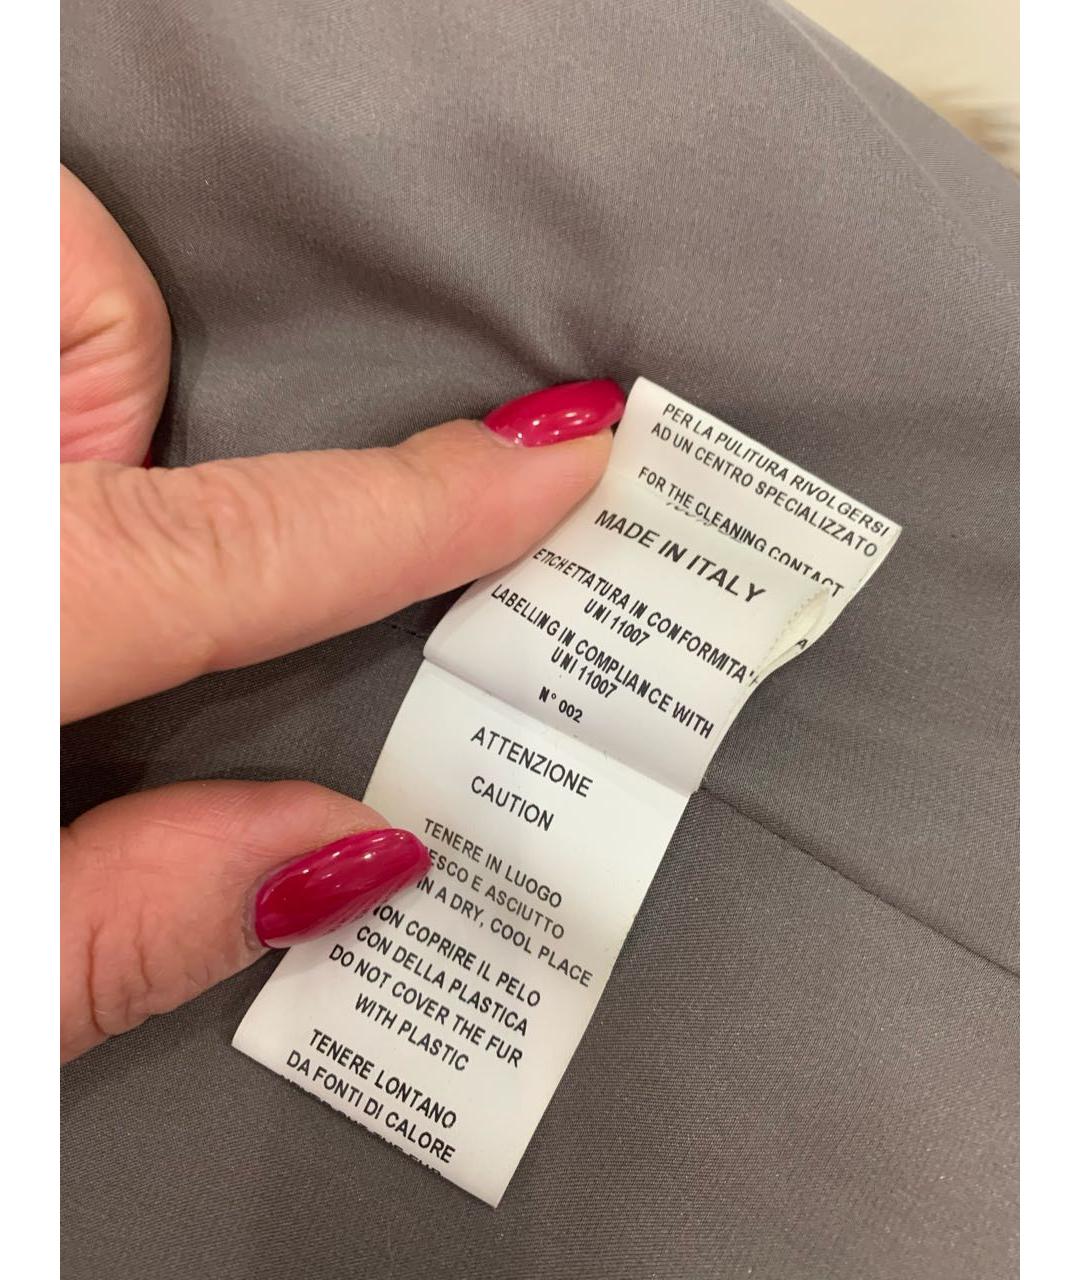 PER LA PULITURA RIVOLGERSI
AD UN CENTRO SPECIALIZZATO
FOR THE CLEANING CONTACT
MADE IN ITALY
ETICHETTATURA IN CONFORMITA'
UNI 11007
LABELLING IN COMPLIANCE WITH
UNI 11007
N° 002
ATTENZIONE
CAUTION
TENERE IN LUOGO
ESCO E ASCIUTTO
IN A DRY, COOL PLACE
NON COPRIRE IL PELO
CON DELLA PLASTICA
DO NOT COVER THE FUR
WITH PLASTIC
TENERE LONTANO
DA FONTI DI CALORE